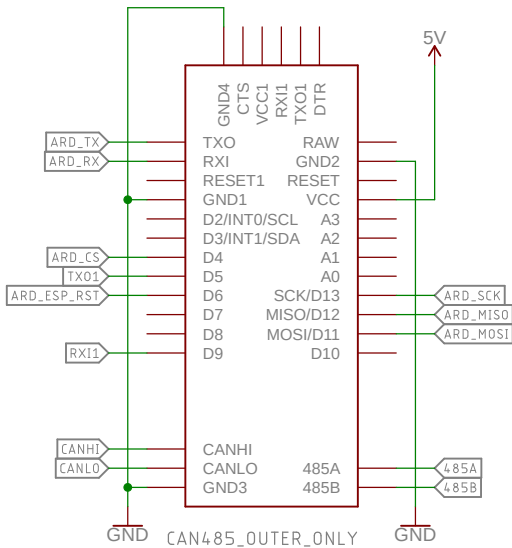 5V
GND4
CTS
VCC1
RXI1
TXO1
DTR
ARD_TX TXO RAW
ARD_RX RXI GND2
RESET1 RESET
GND1 VCC
D2/INT0/SCL A3
D3/INT1/SDA A2
ARD_CS D4 A1
TXO1 D5 A0
ARD_ESP_RST D6 SCK/D13 ARD_SCK
D7 MISO/D12 ARD_MISO
D8 MOSI/D11 ARD_MOSI
RXI1 D9 D10
CANHI CANHI
CANLO CANLO 485A 485A
GND3 485B 485B
GND CAN485_OUTER_ONLY GND